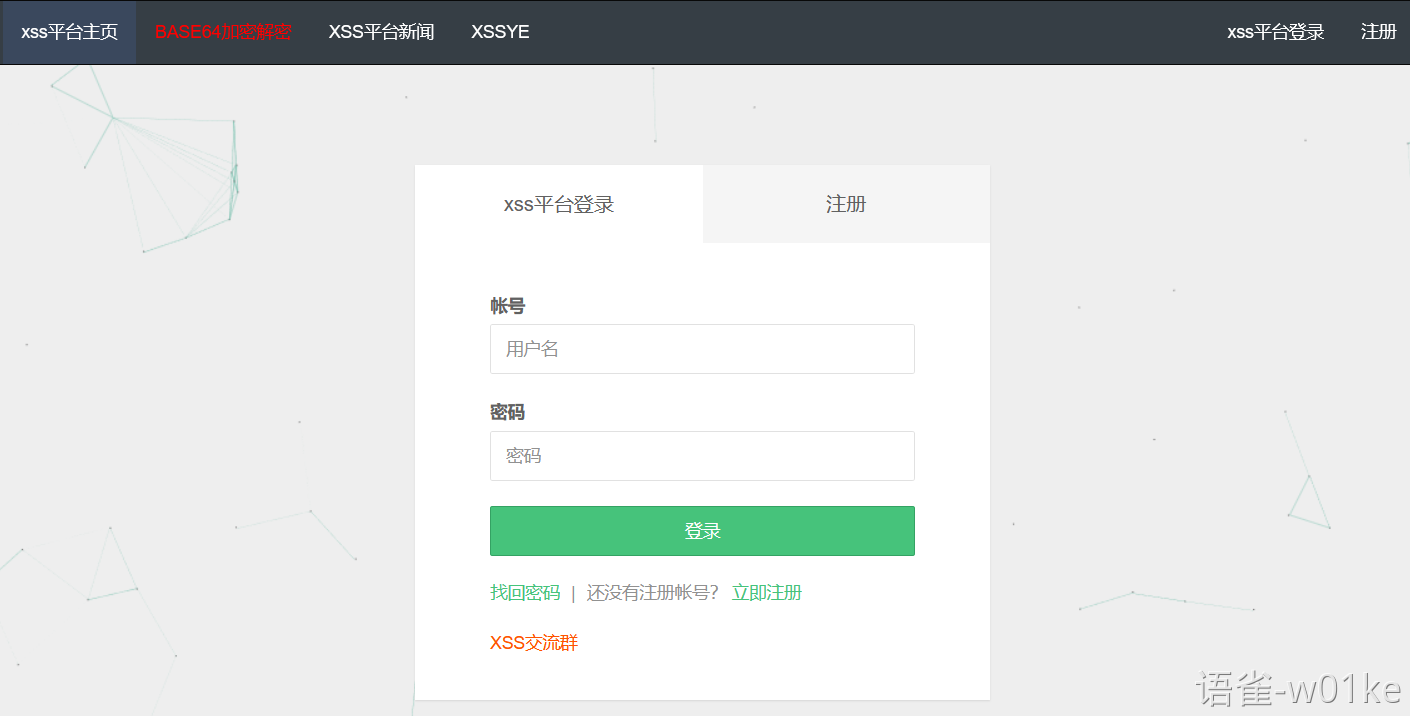 xss平台主页 BASE64加密解密 XSS平台新闻 XSSYE xss平台登录 注册
xss平台登录 注册
帐号
用户名
密码
密码
登录
找回密码 | 还没有注册帐号? 立即注册
XSS交流群
语雀-w01ke